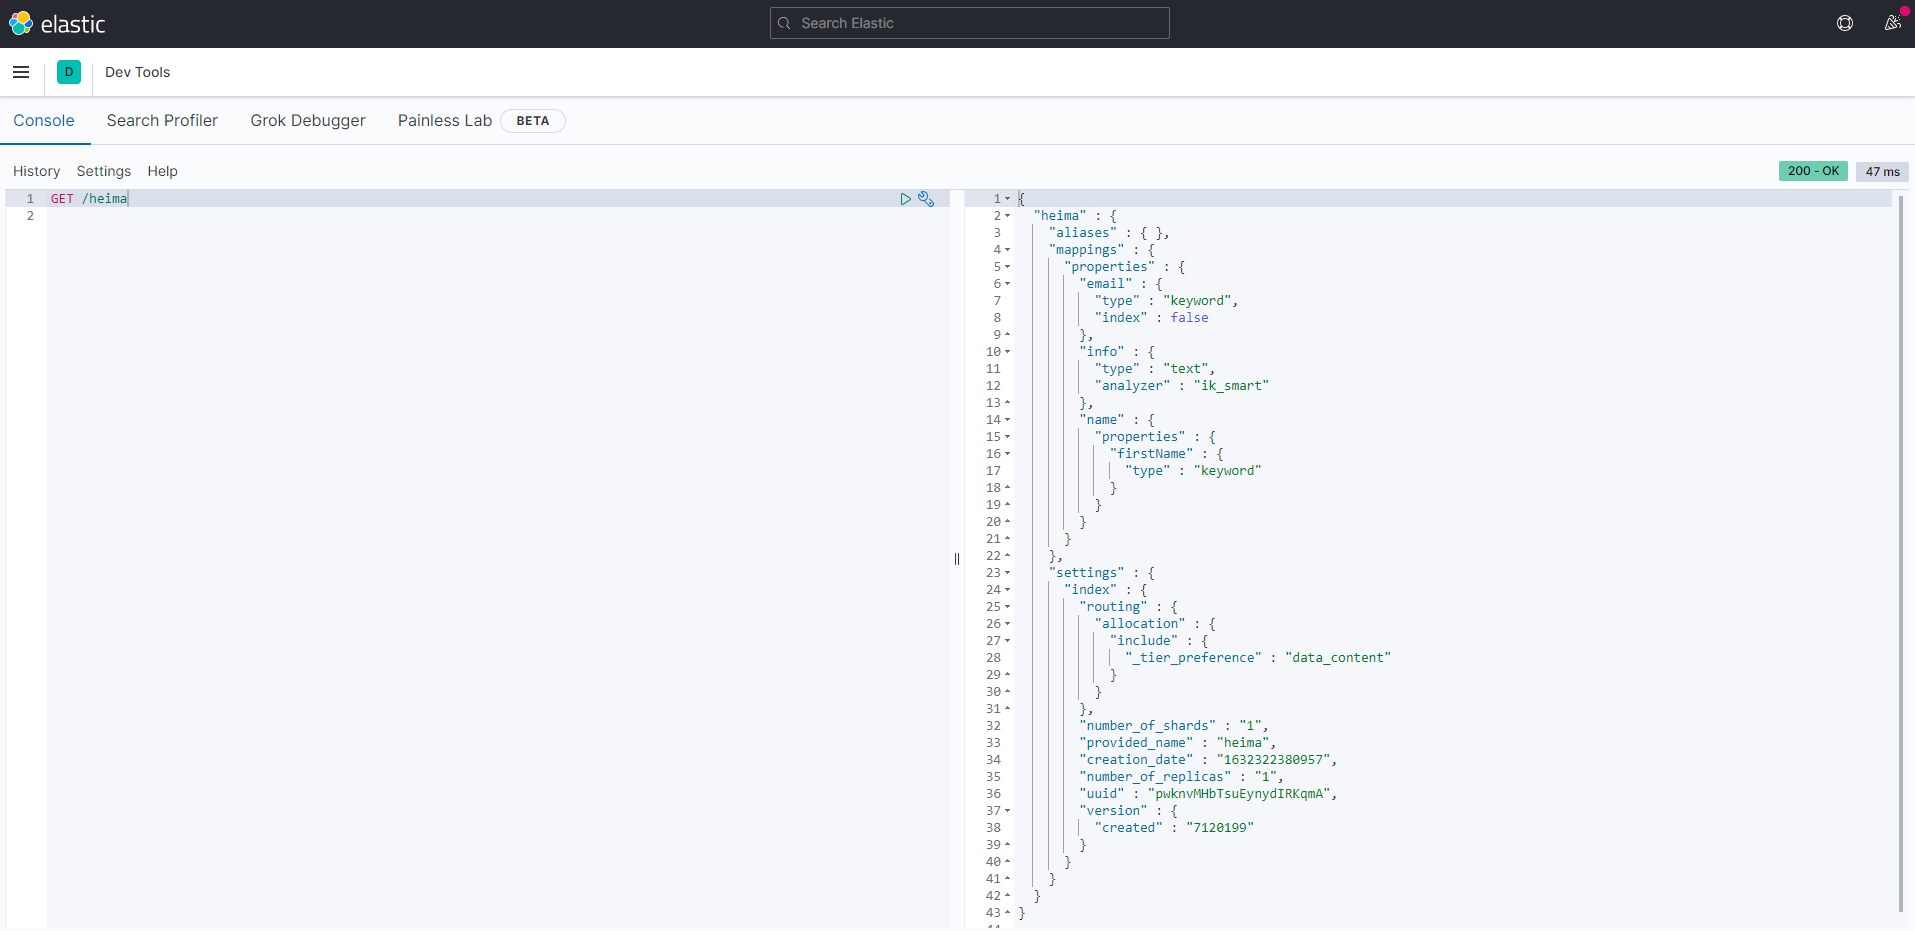 elastic
Search Elastic
D
Dev Tools
Console
Search Profiler
Grok Debugger
Painless Lab
BETA
History
Settings
Help
200 - OK
47 ms
1 GET /heima
2
1 {
2 "heima" : {
3 "aliases" : { },
4 "mappings" : {
5 "properties" : {
6 "email" : {
7 "type" : "keyword",
8 "index" : false
9 },
10 "info" : {
11 "type" : "text",
12 "analyzer" : "ik_smart"
13 },
14 "name" : {
15 "properties" : {
16 "firstName" : {
17 "type" : "keyword"
18 }
19 }
20 }
21 }
22 },
23 "settings" : {
24 "index" : {
25 "routing" : {
26 "allocation" : {
27 "include" : {
28 "_tier_preference" : "data_content"
29 }
30 }
31 },
32 "number_of_shards" : "1",
33 "provided_name" : "heima",
34 "creation_date" : "1632322380957",
35 "number_of_replicas" : "1",
36 "uuid" : "pwknvMHbTsuEynydIRKqmA",
37 "version" : {
38 "created" : "7120199"
39 }
40 }
41 }
42 }
43 }
44